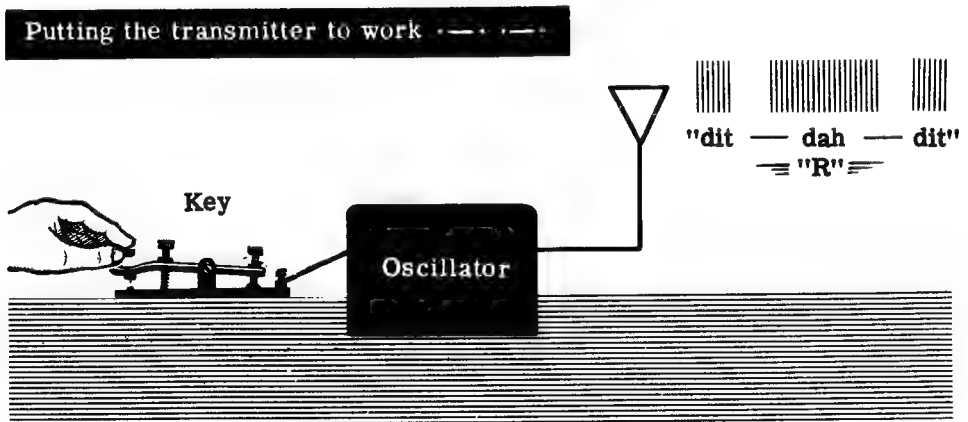 Putting the transmitter to work ·—· ·—·
"dit — dah — dit"
"R"
Key
Oscillator